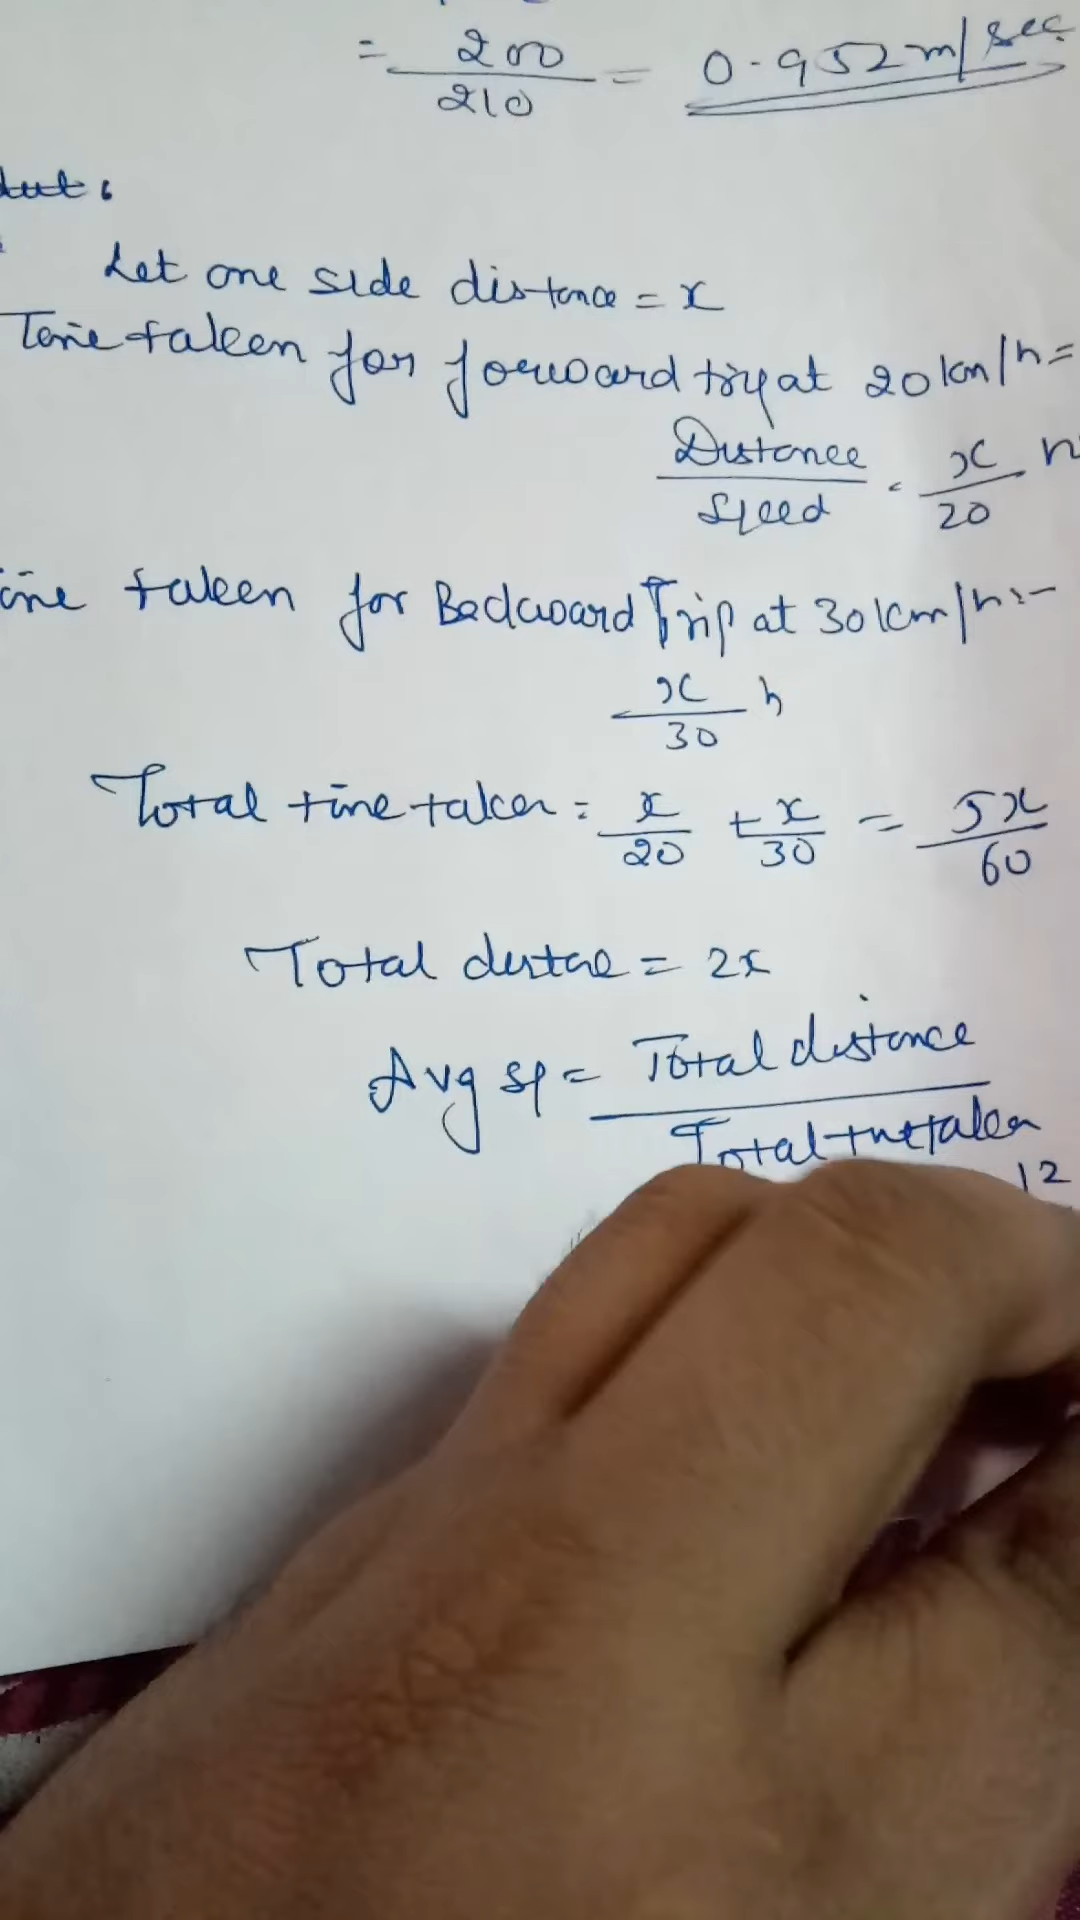 = 200/210 = 0.952 m/sec
Let one side distance = x
Time taken for forward trip at 20 km/h =
Distance/Speed = x/20 h
taken for Backward Trip at 30 km/h :-
x/30 h
Total time taken = x/20 + x/30 = 5x/60
Total distance = 2x
Avg sp = Total distance
Total time taken
12